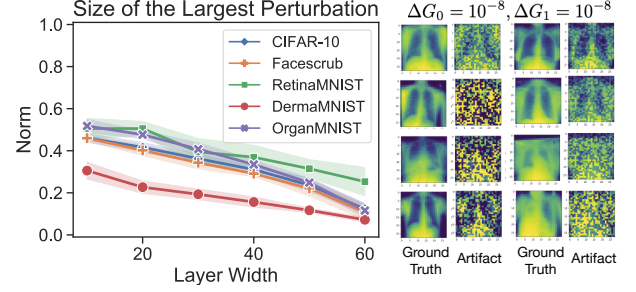 Size of the Largest Perturbation
Norm
1.0
0.8
0.6
0.4
0.2
0.0
CIFAR-10
Facescrub
RetinaMNIST
DermaMNIST
OrganMNIST
20
40
60
Layer Width
ΔG₀ = 10⁻⁸, ΔG₁ = 10⁻⁸
Ground Truth
Artifact
Ground Truth
Artifact